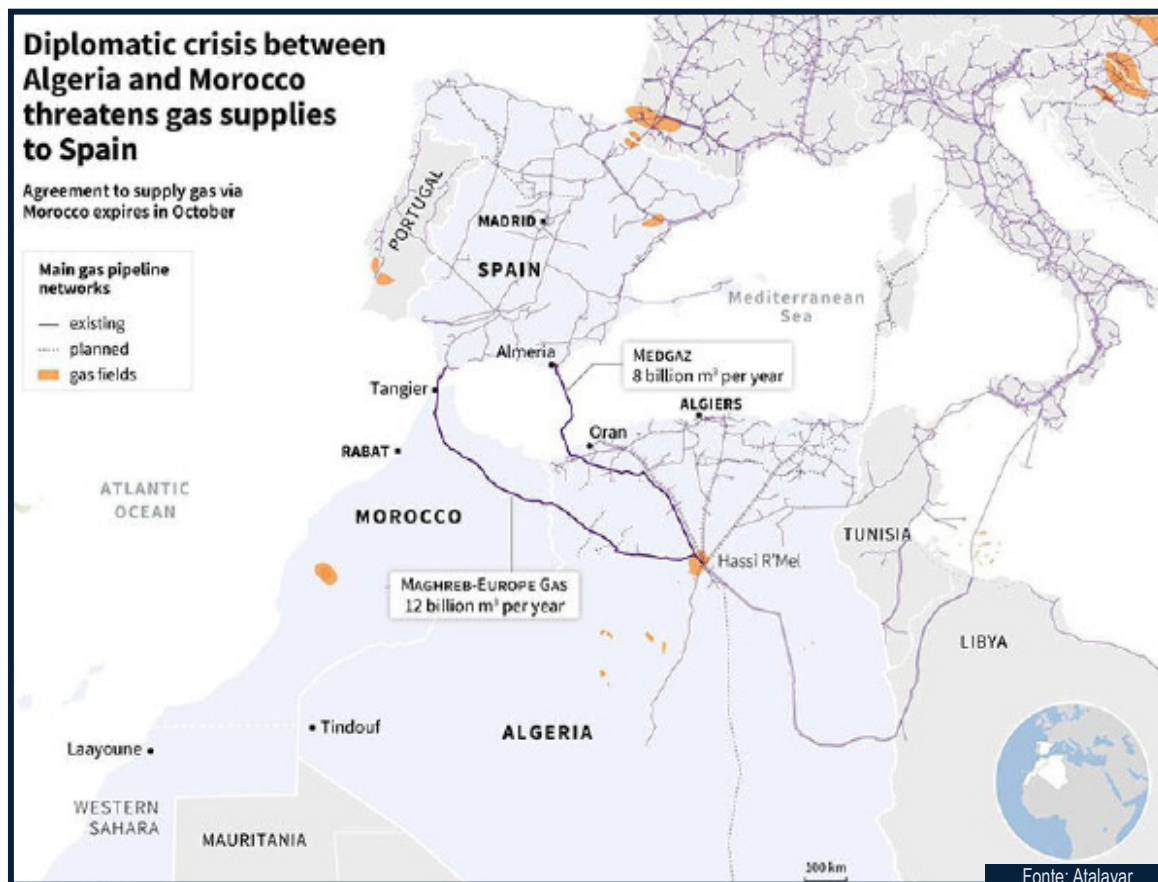 Diplomatic crisis between
Algeria and Morocco
threatens gas supplies
to Spain
Agreement to supply gas via
Morocco expires in October
Main gas pipeline
networks
existing
planned
gas fields
PORTUGAL
MADRID
SPAIN
Mediterranean
Sea
Almeria
MEDGAZ
8 billion m³ per year
Tangier
ALGIERS
Oran
RABAT
ATLANTIC
OCEAN
MOROCCO
TUNISIA
Hassi R'Mel
MAGHREB-EUROPE GAS
12 billion m³ per year
LIBYA
Tindouf
ALGERIA
Laayoune
WESTERN
SAHARA
MAURITANIA
300 km
Fonte: Atalayar